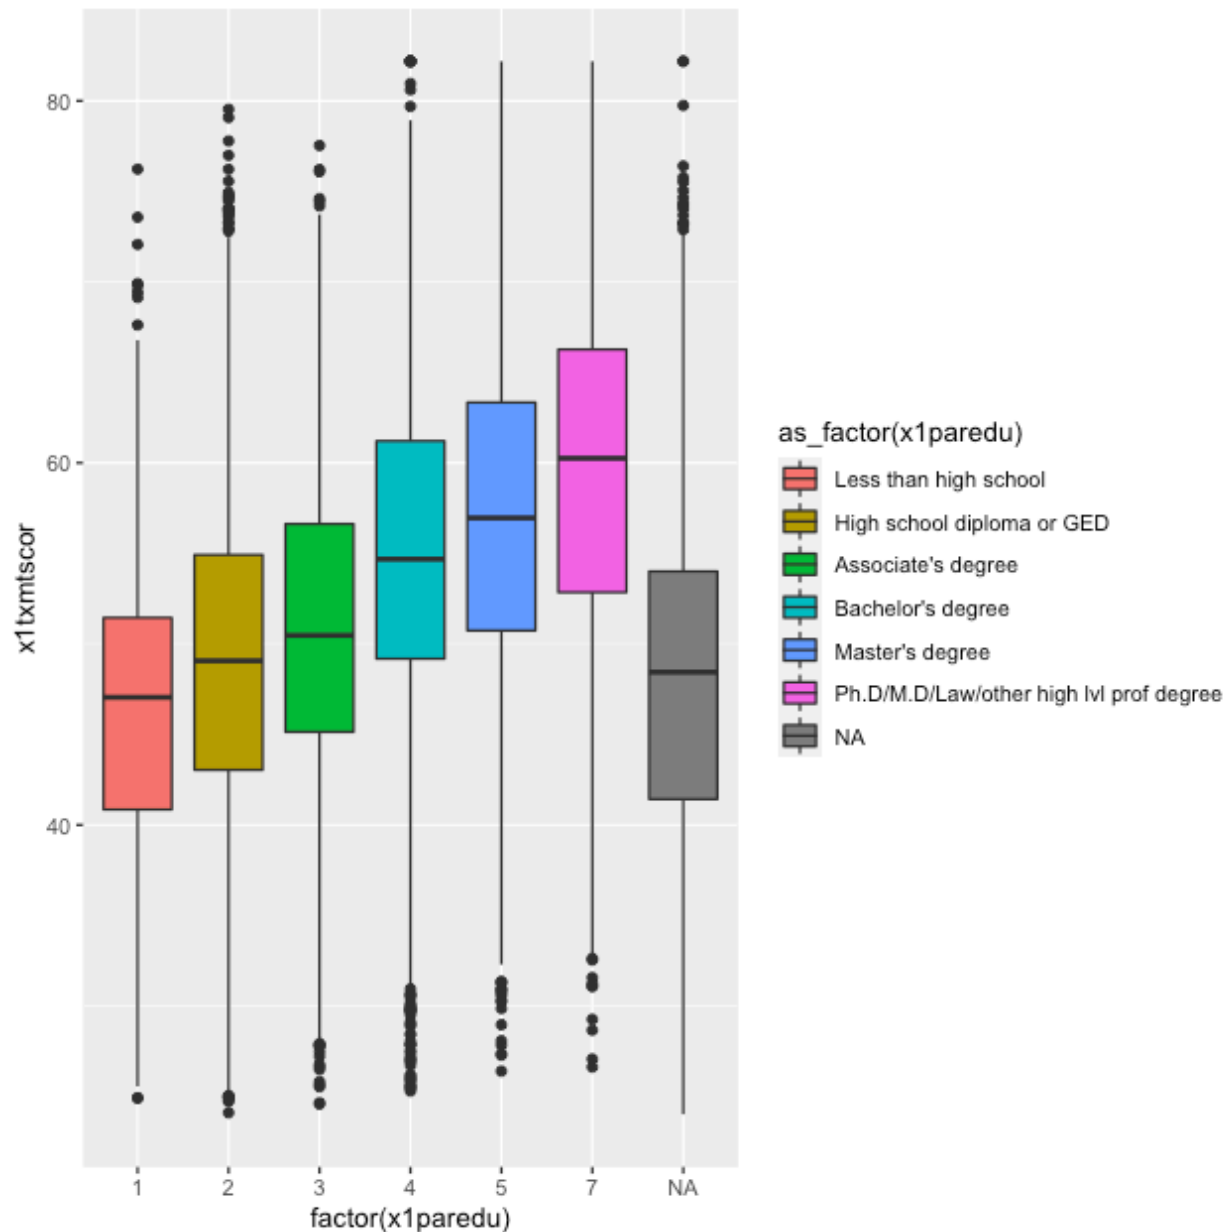 80
60
40
x1txmtscor
1 2 3 4 5 7 NA
factor(x1paredu)
as_factor(x1paredu)
Less than high school
High school diploma or GED
Associate's degree
Bachelor's degree
Master's degree
Ph.D/M.D/Law/other high lvl prof degree
NA